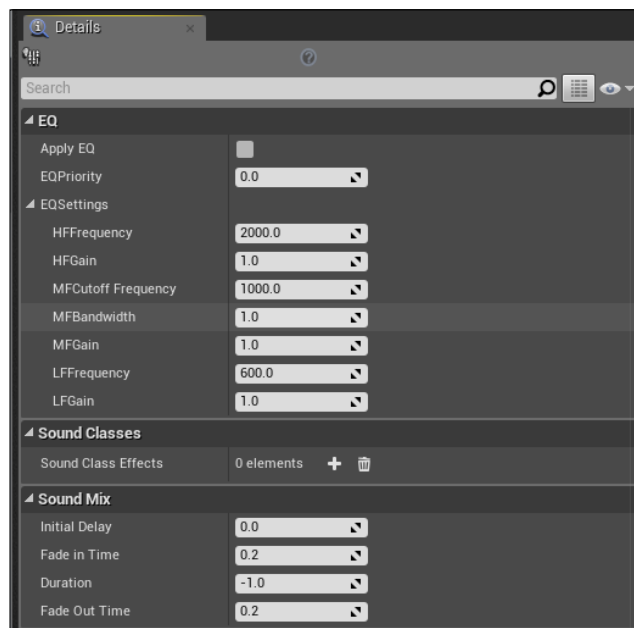 Details
Search
EQ
Apply EQ
EQPriority 0.0
EQSettings
HFFrequency 2000.0
HFGain 1.0
MFCutoff Frequency 1000.0
MFBandwidth 1.0
MFGain 1.0
LFFrequency 600.0
LFGain 1.0
Sound Classes
Sound Class Effects 0 elements
Sound Mix
Initial Delay 0.0
Fade in Time 0.2
Duration -1.0
Fade Out Time 0.2